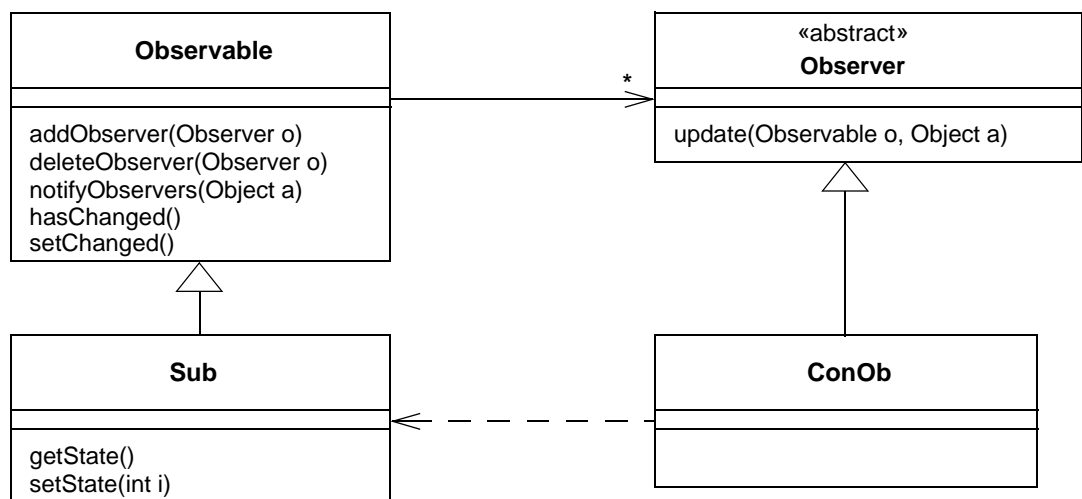 Observable
addObserver(Observer o)
deleteObserver(Observer o)
notifyObservers(Object a)
hasChanged()
setChanged()
*
«abstract»
Observer
update(Observable o, Object a)
Sub
getState()
setState(int i)
ConOb